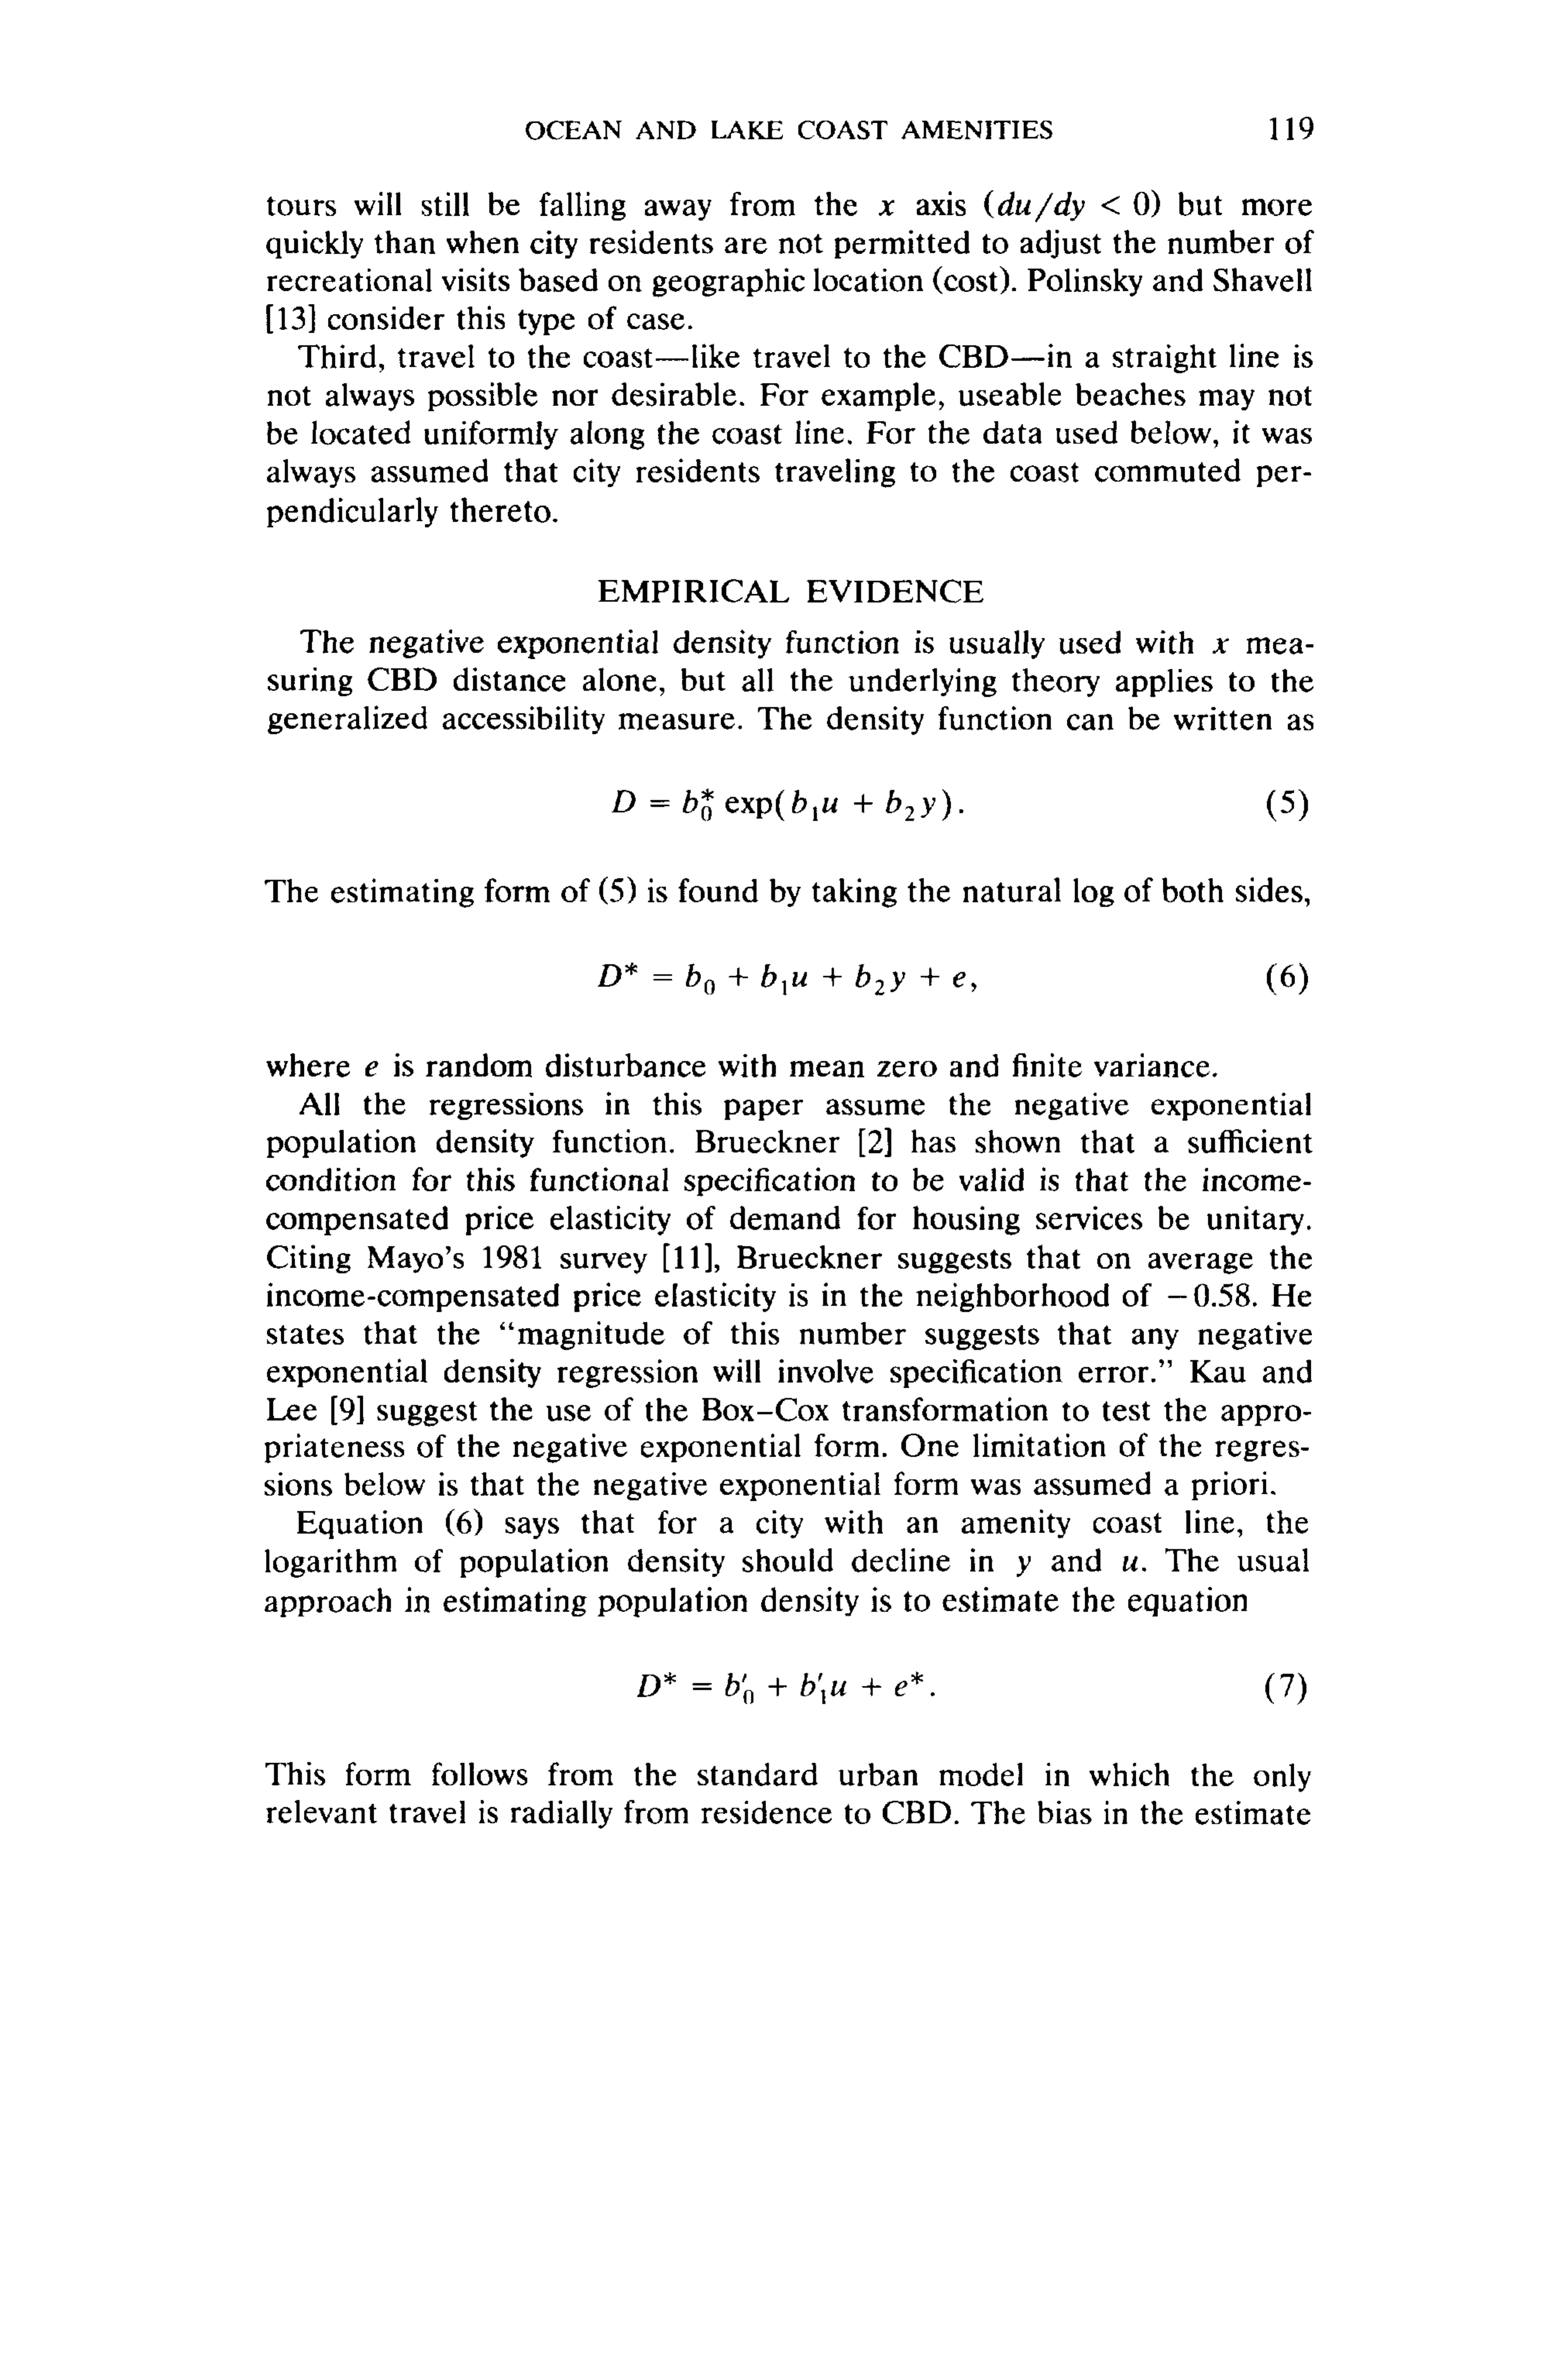 OCEAN AND LAKE COAST AMENITIES 119
tours will still be falling away from the x axis (du/dy < 0) but more
quickly than when city residents are not permitted to adjust the number of
recreational visits based on geographic location (cost). Polinsky and Shavell
[13] consider this type of case.
Third, travel to the coast—like travel to the CBD—in a straight line is
not always possible nor desirable. For example, useable beaches may not
be located uniformly along the coast line. For the data used below, it was
always assumed that city residents traveling to the coast commuted per-
pendicularly thereto.
EMPIRICAL EVIDENCE
The negative exponential density function is usually used with x mea-
suring CBD distance alone, but all the underlying theory applies to the
generalized accessibility measure. The density function can be written as
D = b₀* exp(b₁u + b₂y). (5)
The estimating form of (5) is found by taking the natural log of both sides,
D* = b₀ + b₁u + b₂y + e, (6)
where e is random disturbance with mean zero and finite variance.
All the regressions in this paper assume the negative exponential
population density function. Brueckner [2] has shown that a sufficient
condition for this functional specification to be valid is that the income-
compensated price elasticity of demand for housing services be unitary.
Citing Mayo's 1981 survey [11], Brueckner suggests that on average the
income-compensated price elasticity is in the neighborhood of −0.58. He
states that the “magnitude of this number suggests that any negative
exponential density regression will involve specification error.” Kau and
Lee [9] suggest the use of the Box–Cox transformation to test the appro-
priateness of the negative exponential form. One limitation of the regres-
sions below is that the negative exponential form was assumed a priori.
Equation (6) says that for a city with an amenity coast line, the
logarithm of population density should decline in y and u. The usual
approach in estimating population density is to estimate the equation
D* = b′₀ + b′₁u + e*. (7)
This form follows from the standard urban model in which the only
relevant travel is radially from residence to CBD. The bias in the estimate